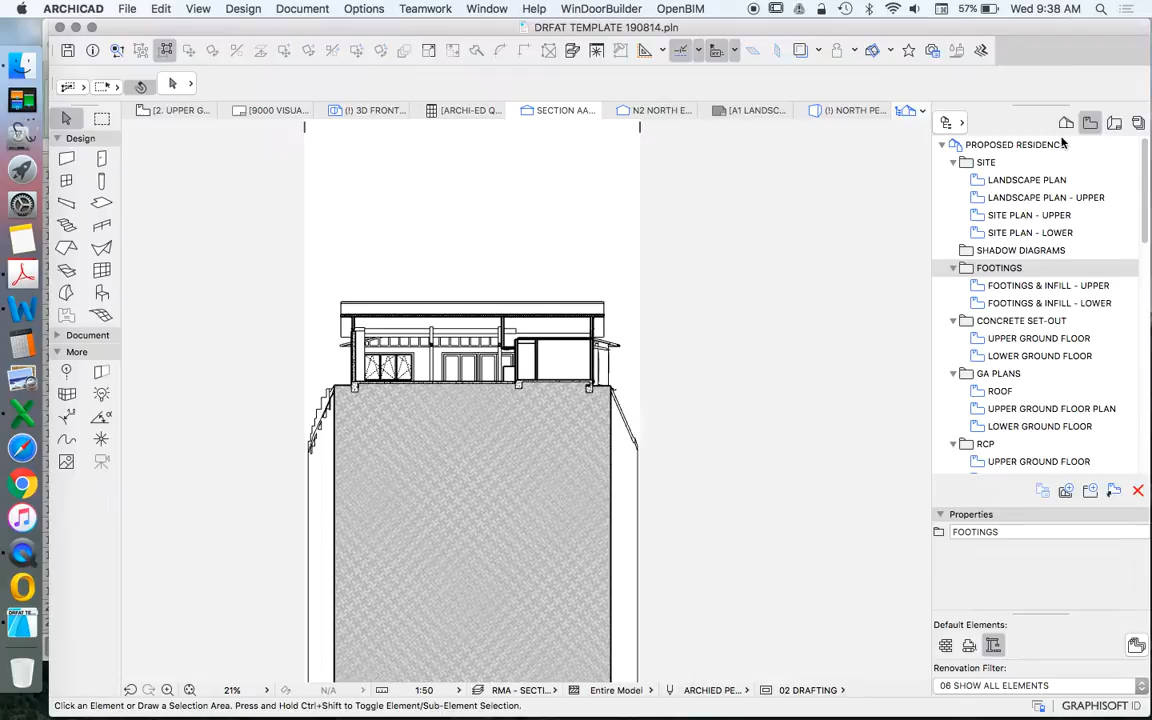 ARCHICAD File Edit View Design Document Options Teamwork Window Help WinDoorBuilder OpenBIM 57% Wed 9:38 AM
DRFAT TEMPLATE 190814.pln
[2. UPPER G... [9000 VISUA... (!) 3D FRONT... [ARCHI-ED Q... SECTION AA... N2 NORTH E... [A1 LANDSC... (!) NORTH PE...
Design
Document
More
PROPOSED RESIDENC
SITE
LANDSCAPE PLAN
LANDSCAPE PLAN - UPPER
SITE PLAN - UPPER
SITE PLAN - LOWER
SHADOW DIAGRAMS
FOOTINGS
FOOTINGS & INFILL - UPPER
FOOTINGS & INFILL - LOWER
CONCRETE SET-OUT
UPPER GROUND FLOOR
LOWER GROUND FLOOR
GA PLANS
ROOF
UPPER GROUND FLOOR PLAN
LOWER GROUND FLOOR
RCP
UPPER GROUND FLOOR
Properties
FOOTINGS
Default Elements:
Renovation Filter:
06 SHOW ALL ELEMENTS
21% N/A 1:50 RMA - SECTI... Entire Model ARCHIED PE... 02 DRAFTING
Click an Element or Draw a Selection Area. Press and Hold Ctrl+Shift to Toggle Element/Sub-Element Selection.
GRAPHISOFT ID